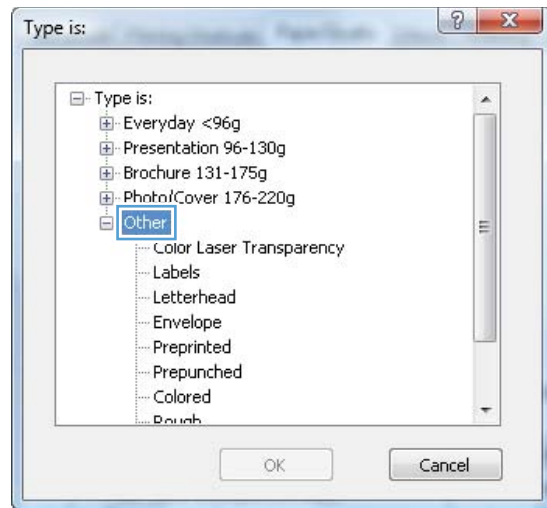 Type is:
Type is:
Everyday <96g
Presentation 96-130g
Brochure 131-175g
Photo/Cover 176-220g
Other
Color Laser Transparency
Labels
Letterhead
Envelope
Preprinted
Prepunched
Colored
Rough
OK
Cancel